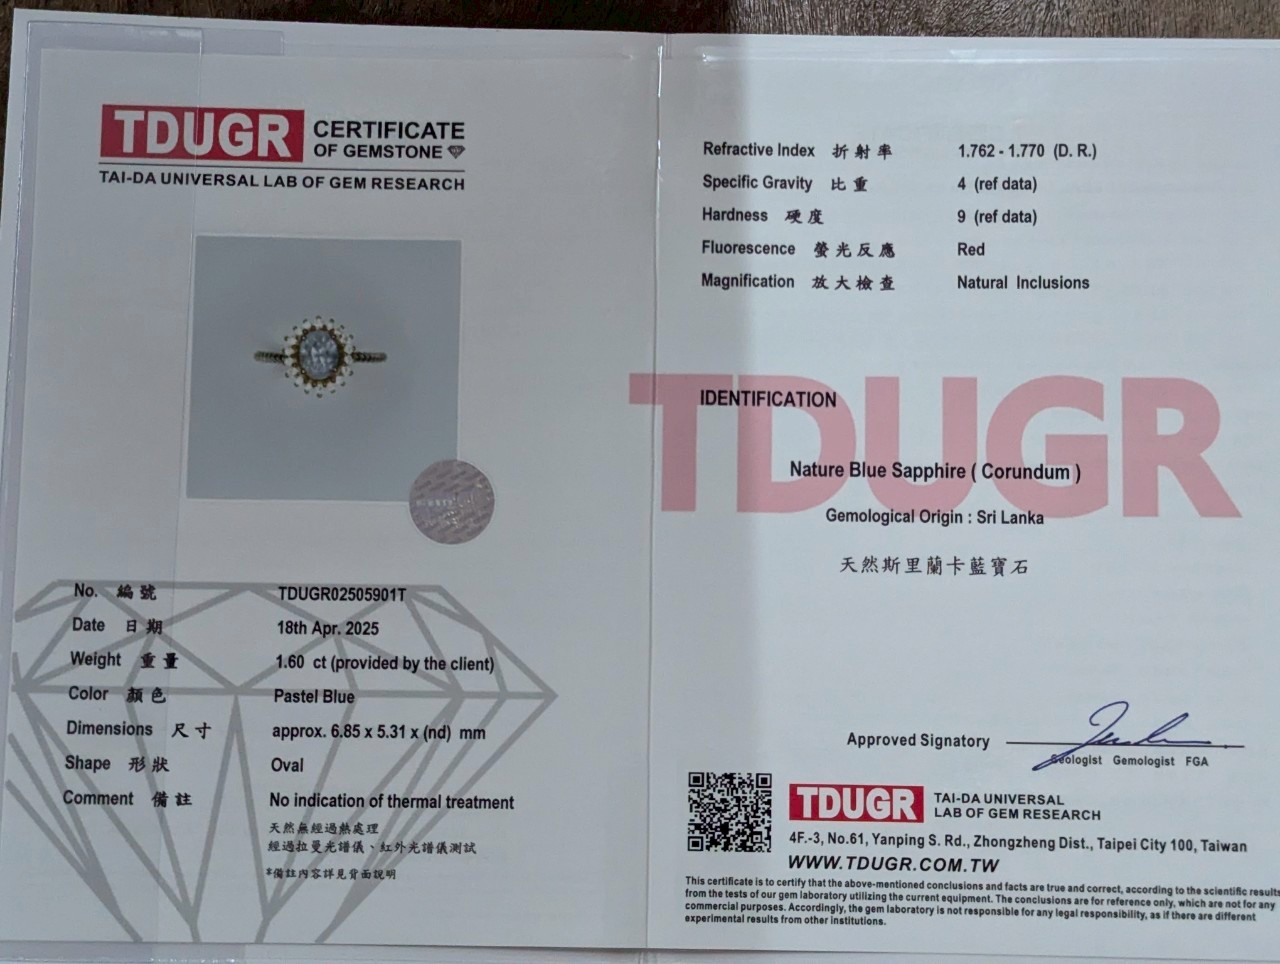 TDUGR CERTIFICATE
OF GEMSTONE
TAI-DA UNIVERSAL LAB OF GEM RESEARCH
No. 編號 TDUGR02505901T
Date 日期 18th Apr. 2025
Weight 重量 1.60 ct (provided by the client)
Color 顏色 Pastel Blue
Dimensions 尺寸 approx. 6.85 x 5.31 x (nd) mm
Shape 形狀 Oval
Comment 備註 No indication of thermal treatment
天然無經過熱處理
經過拉曼光譜儀、紅外光譜儀測試
*備註內容詳見背面說明
Refractive Index 折射率 1.762 - 1.770 (D. R.)
Specific Gravity 比重 4 (ref data)
Hardness 硬度 9 (ref data)
Fluorescence 螢光反應 Red
Magnification 放大檢查 Natural Inclusions
TDUGR
IDENTIFICATION
Nature Blue Sapphire ( Corundum )
Gemological Origin : Sri Lanka
天然斯里蘭卡藍寶石
Approved Signatory
Geologist Gemologist FGA
TDUGR TAI-DA UNIVERSAL
LAB OF GEM RESEARCH
4F.-3, No.61, Yanping S. Rd., Zhongzheng Dist., Taipei City 100, Taiwan
WWW.TDUGR.COM.TW
This certificate is to certify that the above-mentioned conclusions and facts are true and correct, according to the scientific results
from the tests of our gem laboratory utilizing the current equipment. The conclusions are for reference only, which are not for any
commercial purposes. Accordingly, the gem laboratory is not responsible for any legal responsibility, as if there are different
experimental results from other institutions.